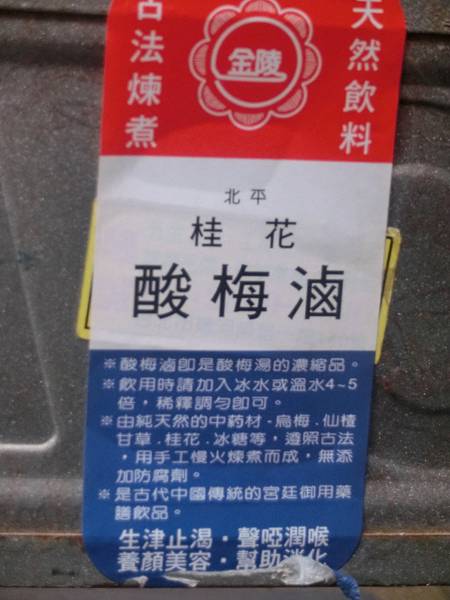 古法煉煮
金陵
天然飲料
北平
桂花
酸梅滷
※酸梅滷卽是酸梅湯的濃縮品。
※飲用時請加入冰水或溫水4~5
倍，稀釋調勻卽可。
※由純天然的中葯材-烏梅.仙楂
甘草.桂花.冰糖等，遵照古法
，用手工慢火煉煮而成，無添
加防腐劑。
※是古代中國傳統的宮廷御用藥
膳飲品。
生津止渴・聲啞潤喉
養顏美容・幫助消化